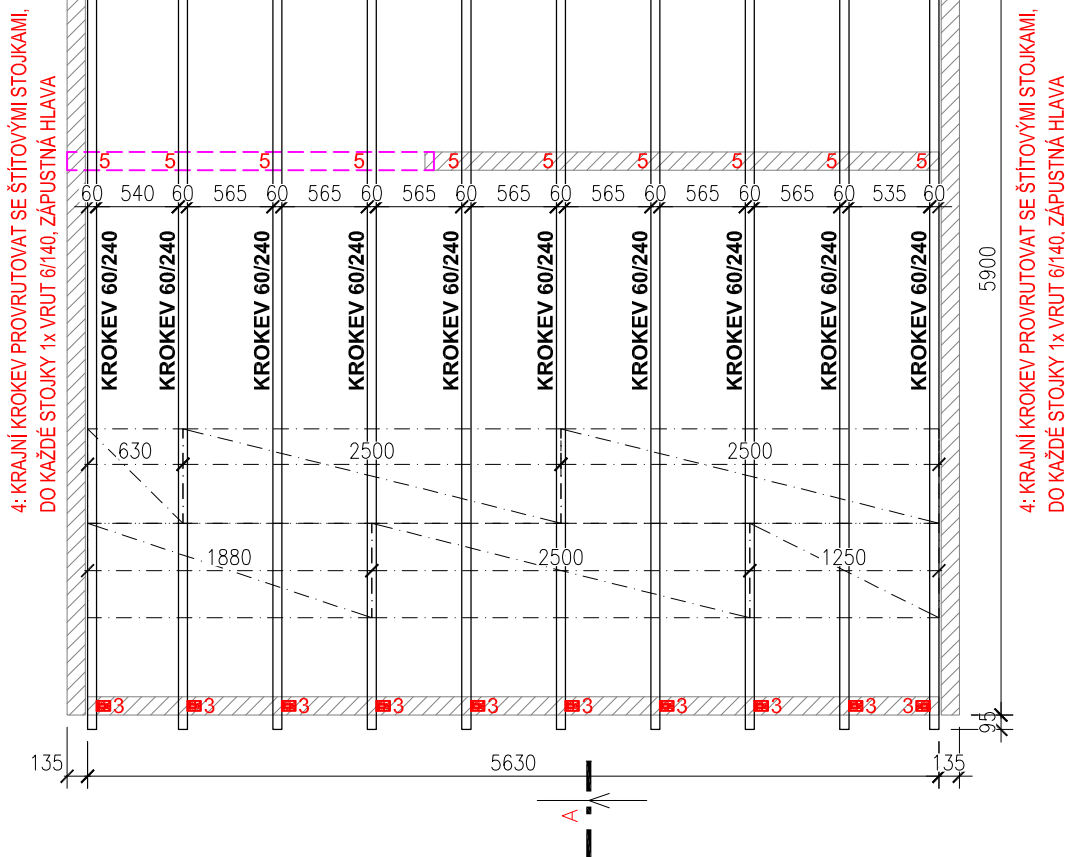 4: KRAJNÍ KROKEV PROVRUTOVAT SE ŠTÍTOVÝMI STOJKAMI,
DO KAŽDÉ STOJKY 1x VRUT 6/140, ZÁPUSTNÁ HLAVA
5 5 5 5 5 5 5 5 5
60 540 60 565 60 565 60 565 60 565 60 565 60 565 60 565 60 535 60
KROKEV 60/240
KROKEV 60/240
KROKEV 60/240
KROKEV 60/240
KROKEV 60/240
KROKEV 60/240
KROKEV 60/240
KROKEV 60/240
KROKEV 60/240
630 2500 2500
1880 2500 1250
3 3 3 3 3 3 3 3 3 3
135 5630 135
A
5900
95
4: KRAJNÍ KROKEV PROVRUTOVAT SE ŠTÍTOVÝMI STOJKAMI,
DO KAŽDÉ STOJKY 1x VRUT 6/140, ZÁPUSTNÁ HLAVA